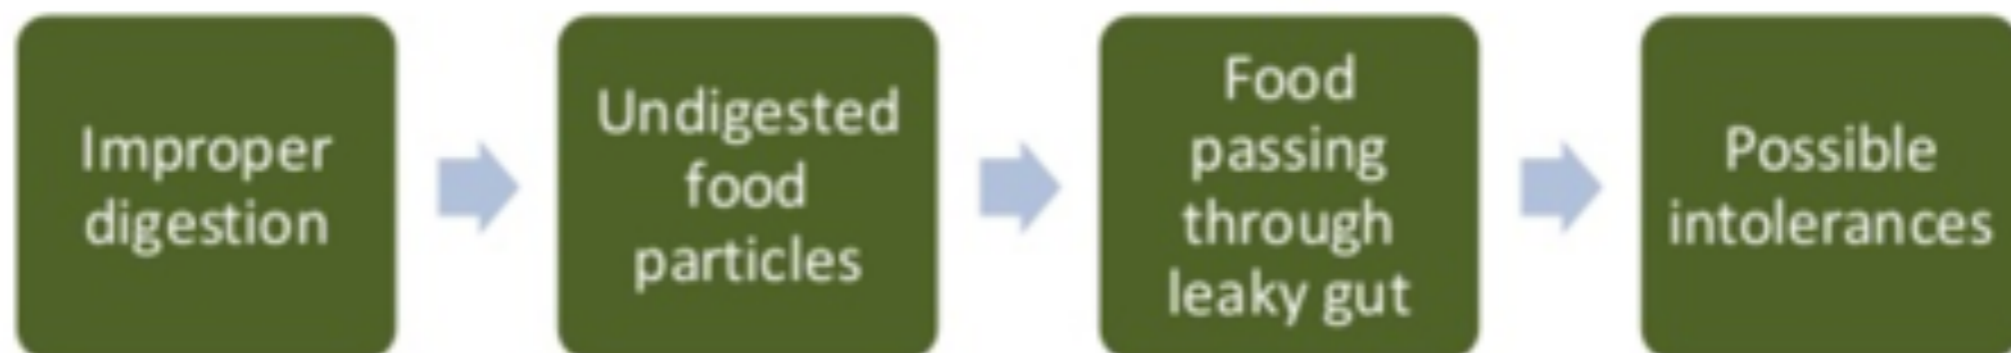 Improper
digestion
Undigested
food
particles
Food
passing
through
leaky gut
Possible
intolerances